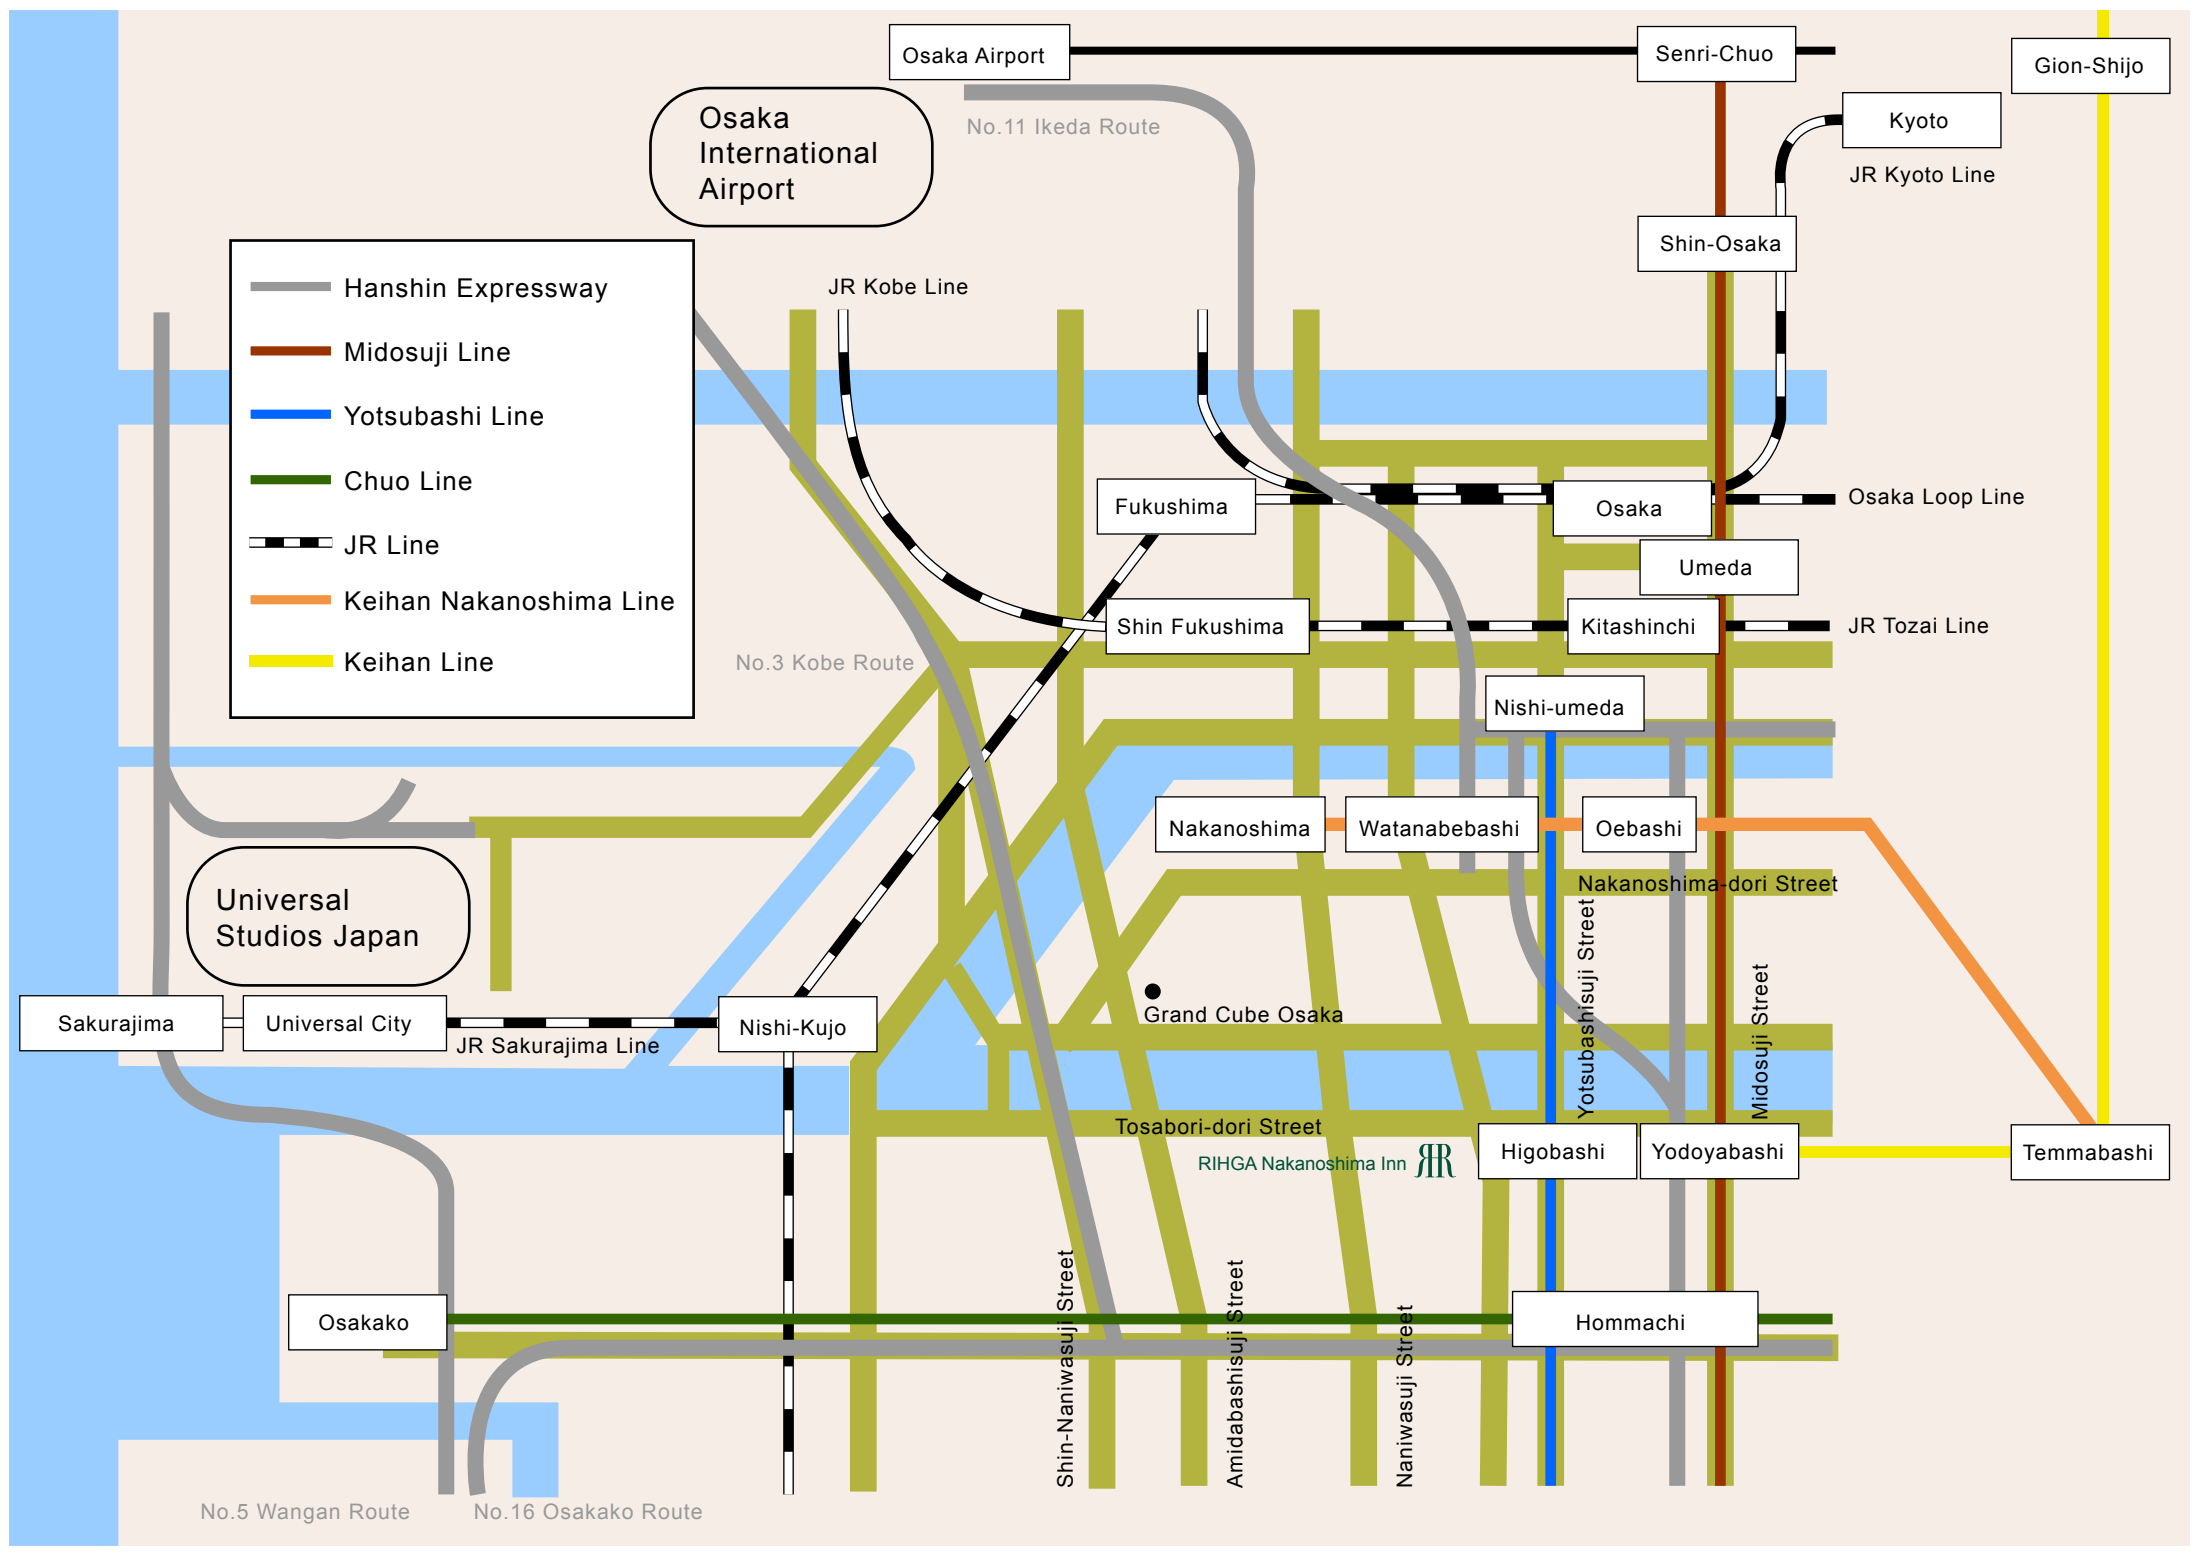 Osaka Airport
Senri-Chuo
Gion-Shijo
Osaka
International
Airport
No.11 Ikeda Route
Kyoto
JR Kyoto Line
Shin-Osaka
Hanshin Expressway
Midosuji Line
Yotsubashi Line
Chuo Line
JR Line
Keihan Nakanoshima Line
Keihan Line
JR Kobe Line
Fukushima
Osaka
Osaka Loop Line
Umeda
Shin Fukushima
Kitashinchi
JR Tozai Line
No.3 Kobe Route
Nishi-umeda
Nakanoshima
Watanabebashi
Oebashi
Nakanoshima-dori Street
Universal
Studios Japan
Yotsubashisuji Street
Midosuji Street
Sakurajima
Universal City
JR Sakurajima Line
Nishi-Kujo
Grand Cube Osaka
Tosabori-dori Street
RIHGA Nakanoshima Inn
Higobashi
Yodoyabashi
Temmabashi
Osakako
Hommachi
Shin-Naniwasuji Street
Amidabashisuji Street
Naniwasuji Street
No.5 Wangan Route
No.16 Osakako Route